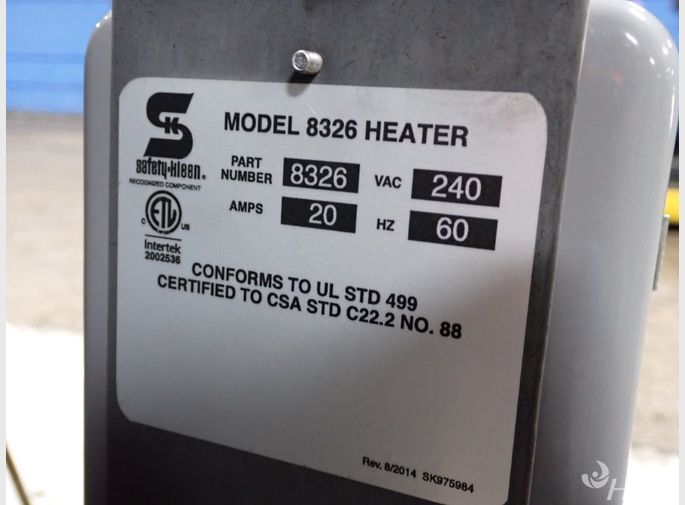 SK
safety-kleen®
RECOGNIZED COMPONENT
MODEL 8326 HEATER
PART NUMBER 8326 VAC 240
AMPS 20 HZ 60
C ETL US
Intertek
2002536
CONFORMS TO UL STD 499
CERTIFIED TO CSA STD C22.2 NO. 88
Rev. 8/2014 SK975984
H